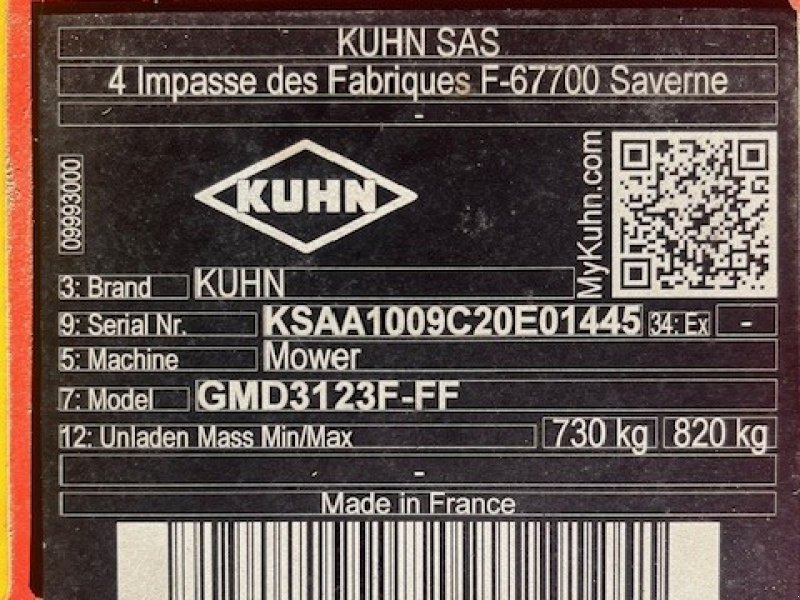 KUHN SAS
4 Impasse des Fabriques F-67700 Saverne
-
09993000
KUHN
MyKuhn.com
3: Brand KUHN
9: Serial Nr. KSAA1009C20E01445 34: Ex -
5: Machine Mower
7: Model GMD3123F-FF
12: Unladen Mass Min/Max 730 kg 820 kg
-
Made in France